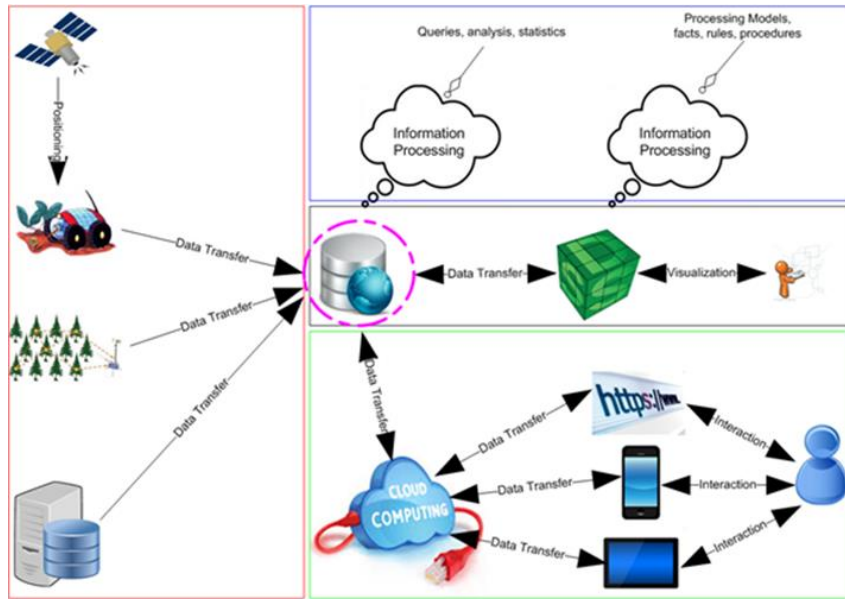 Positioning
Data Transfer
Data Transfer
Data Transfer
Queries, analysis, statistics
Processing Models,
facts, rules, procedures
Information
Processing
Information
Processing
Data Transfer
Visualization
Data Transfer
CLOUD
COMPUTING
Data Transfer
https://www.
Interaction
Data Transfer
Interaction
Data Transfer
Interaction